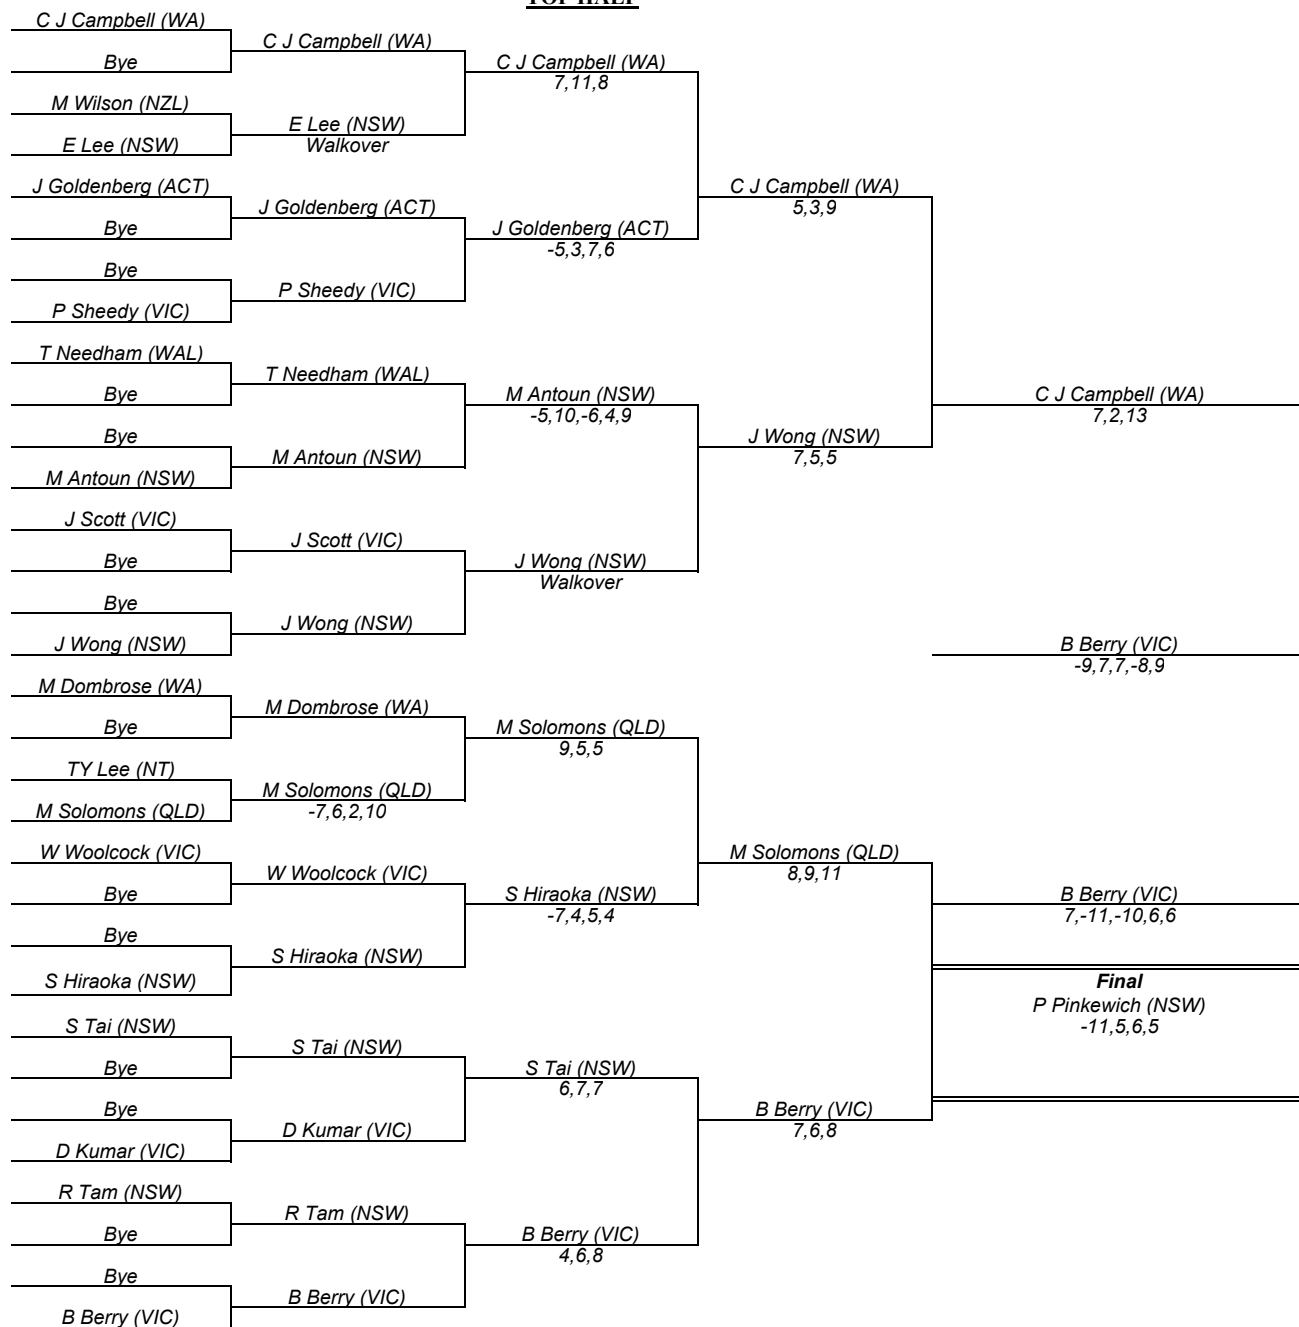 TOP HALF
C J Campbell (WA)
Bye
M Wilson (NZL)
E Lee (NSW)
J Goldenberg (ACT)
Bye
Bye
P Sheedy (VIC)
T Needham (WAL)
Bye
Bye
M Antoun (NSW)
J Scott (VIC)
Bye
Bye
J Wong (NSW)
M Dombrose (WA)
Bye
TY Lee (NT)
M Solomons (QLD)
W Woolcock (VIC)
Bye
Bye
S Hiraoka (NSW)
S Tai (NSW)
Bye
Bye
D Kumar (VIC)
R Tam (NSW)
Bye
Bye
B Berry (VIC)
C J Campbell (WA)
E Lee (NSW)
Walkover
J Goldenberg (ACT)
P Sheedy (VIC)
T Needham (WAL)
M Antoun (NSW)
J Scott (VIC)
J Wong (NSW)
M Dombrose (WA)
M Solomons (QLD)
-7,6,2,10
W Woolcock (VIC)
S Hiraoka (NSW)
S Tai (NSW)
D Kumar (VIC)
R Tam (NSW)
B Berry (VIC)
C J Campbell (WA)
7,11,8
J Goldenberg (ACT)
-5,3,7,6
M Antoun (NSW)
-5,10,-6,4,9
J Wong (NSW)
Walkover
M Solomons (QLD)
9,5,5
S Hiraoka (NSW)
-7,4,5,4
S Tai (NSW)
6,7,7
B Berry (VIC)
4,6,8
C J Campbell (WA)
5,3,9
J Wong (NSW)
7,5,5
M Solomons (QLD)
8,9,11
B Berry (VIC)
7,6,8
C J Campbell (WA)
7,2,13
B Berry (VIC)
-9,7,7,-8,9
B Berry (VIC)
7,-11,-10,6,6
Final
P Pinkewich (NSW)
-11,5,6,5